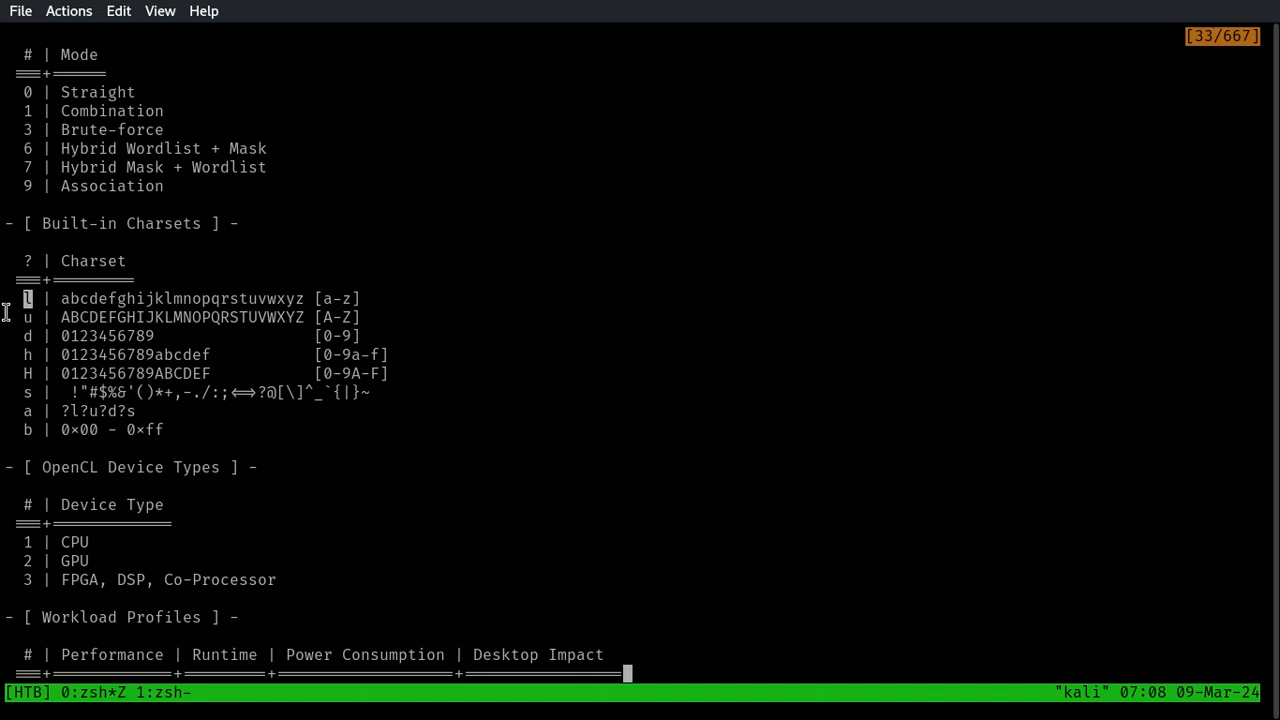 File Actions Edit View Help
[33/667]
# | Mode
===+======
0 | Straight
1 | Combination
3 | Brute-force
6 | Hybrid Wordlist + Mask
7 | Hybrid Mask + Wordlist
9 | Association
- [ Built-in Charsets ] -
? | Charset
===+=========
l | abcdefghijklmnopqrstuvwxyz [a-z]
u | ABCDEFGHIJKLMNOPQRSTUVWXYZ [A-Z]
d | 0123456789 [0-9]
h | 0123456789abcdef [0-9a-f]
H | 0123456789ABCDEF [0-9A-F]
s | !"#$%&'()*+,-./:;<=>?@[\]^_`{|}~
a | ?l?u?d?s
b | 0x00 - 0xff
- [ OpenCL Device Types ] -
# | Device Type
===+=============
1 | CPU
2 | GPU
3 | FPGA, DSP, Co-Processor
- [ Workload Profiles ] -
# | Performance | Runtime | Power Consumption | Desktop Impact
===+=============+=========+===================+=================
[HTB] 0:zsh*Z 1:zsh- "kali" 07:08 09-Mar-24